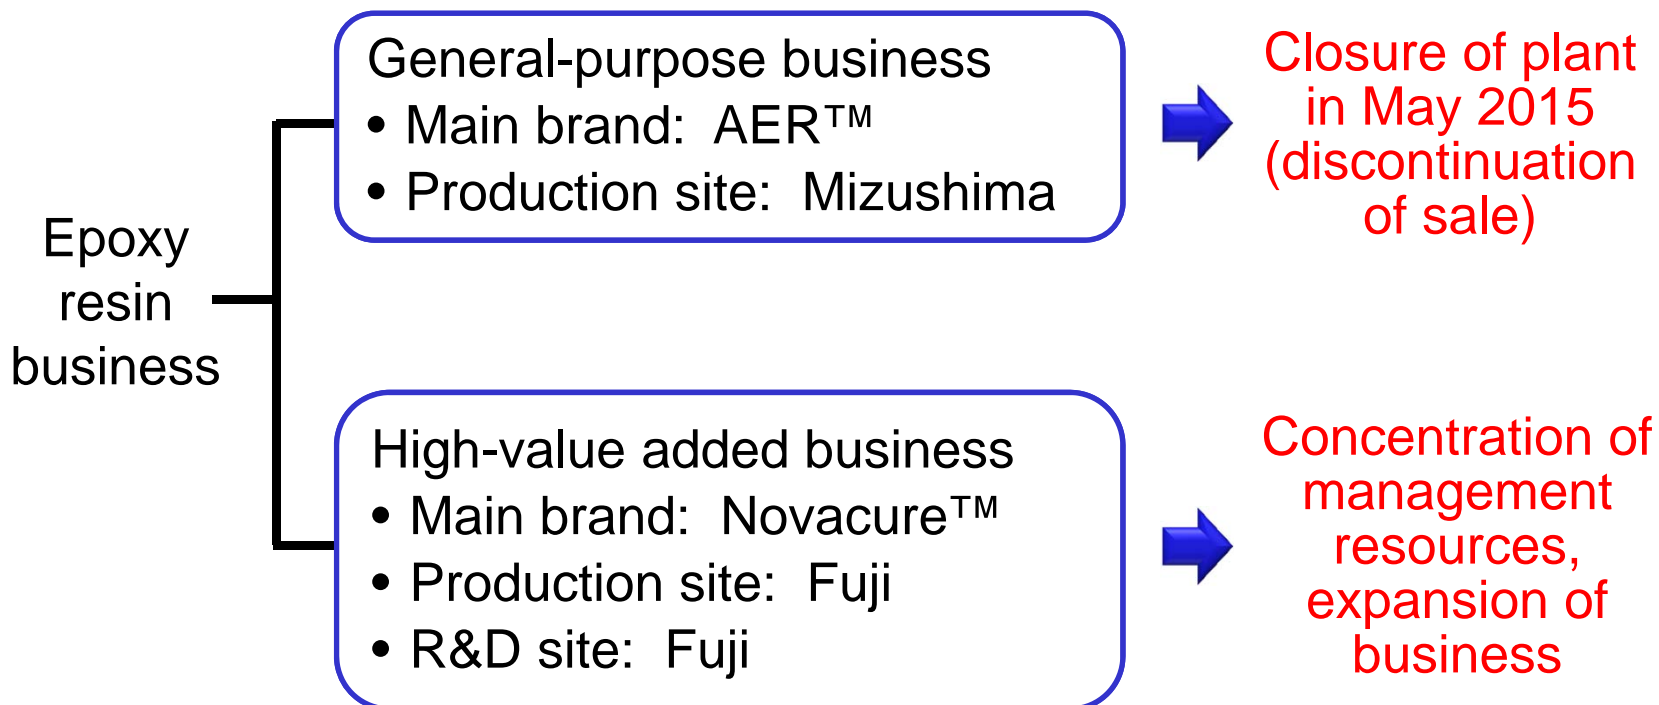 Epoxy
resin
business
General-purpose business
• Main brand: AER™
• Production site: Mizushima
Closure of plant
in May 2015
(discontinuation
of sale)
High-value added business
• Main brand: Novacure™
• Production site: Fuji
• R&D site: Fuji
Concentration of
management
resources,
expansion of
business